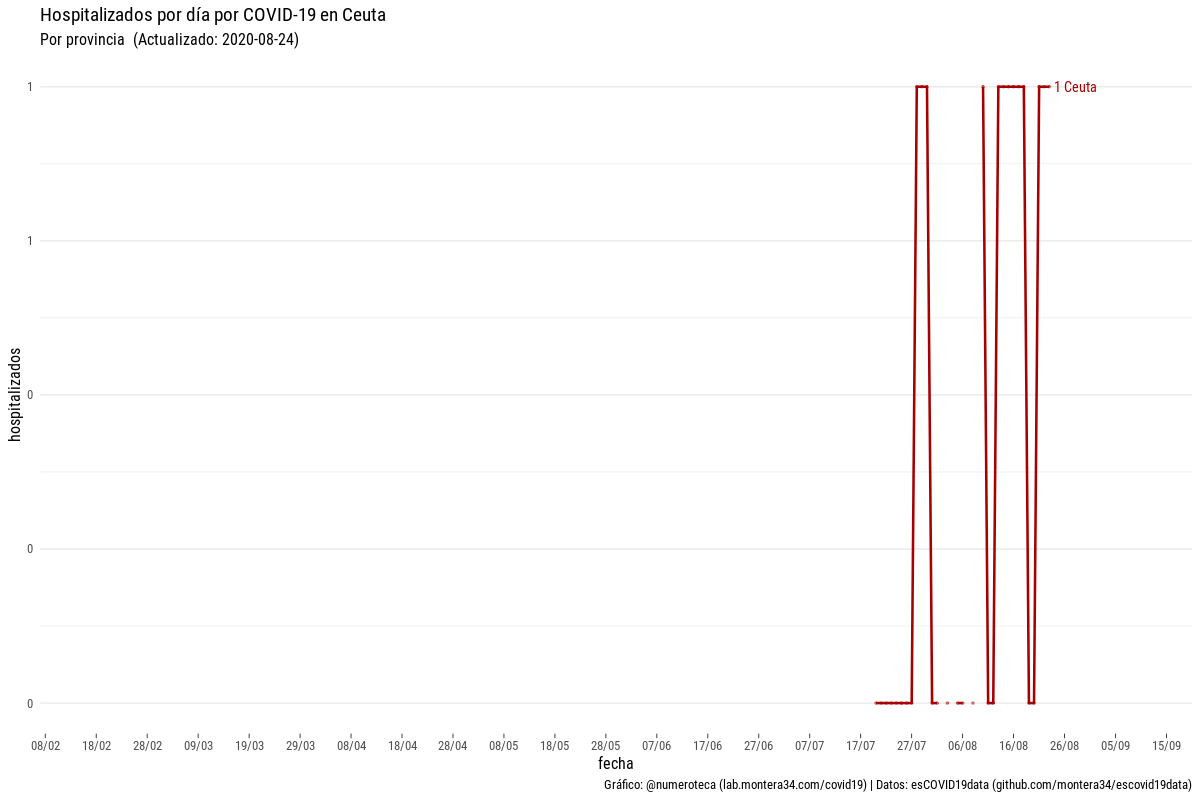 Hospitalizados por día por COVID-19 en Ceuta
Por provincia  (Actualizado: 2020-08-24)
1
1 Ceuta
1
0
0
0
hospitalizados
08/02 18/02 28/02 09/03 19/03 29/03 08/04 18/04 28/04 08/05 18/05 28/05 07/06 17/06 27/06 07/07 17/07 27/07 06/08 16/08 26/08 05/09 15/09
fecha
Gráfico: @numeroteca (lab.montera34.com/covid19) | Datos: esCOVID19data (github.com/montera34/escovid19data)